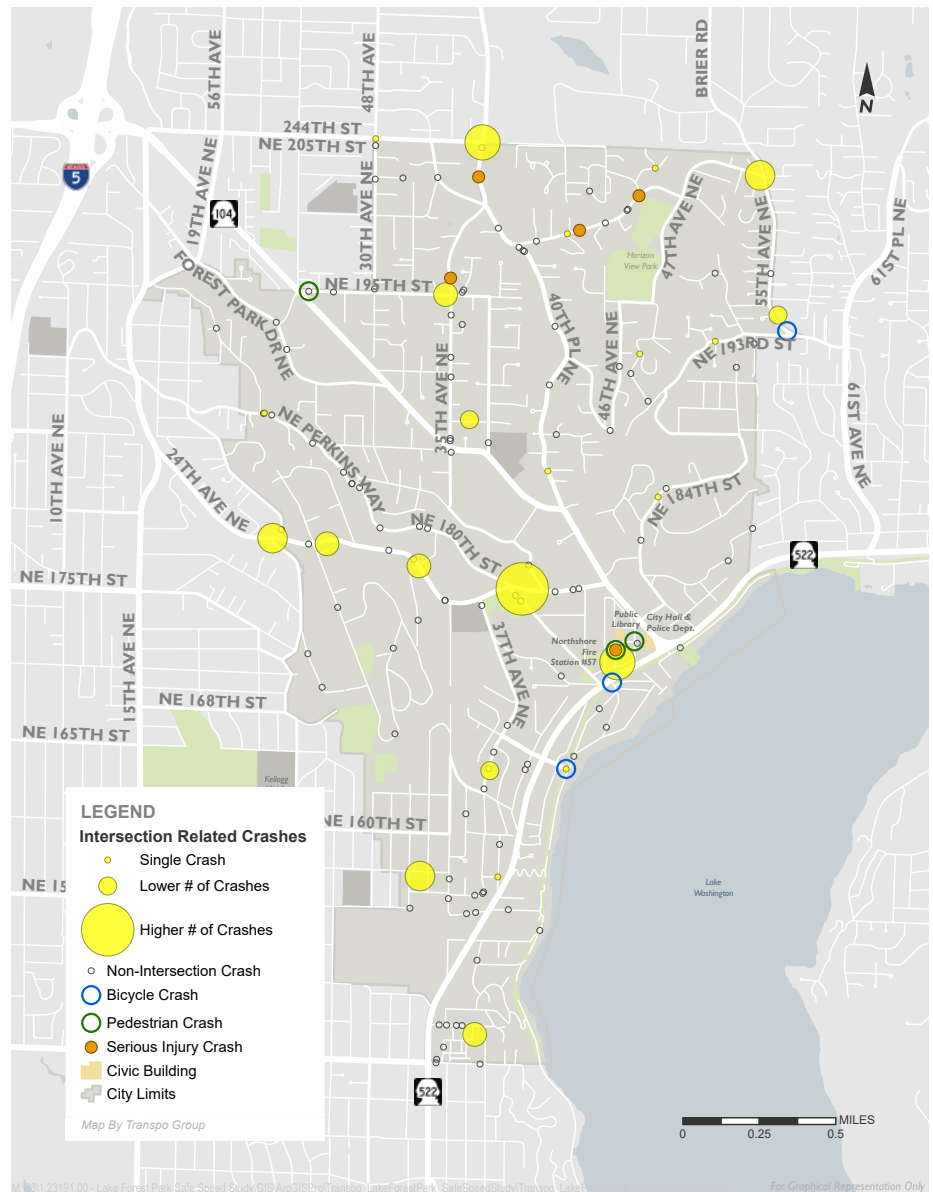 56TH AVE
48TH AVE
BRIER RD
N
244TH ST
NE 205TH ST
INTERSTATE
5
19TH AVE NE
104
30TH AVE NE
47TH AVE NE
55TH AVE NE
61ST PL NE
Horizon
View Park
FOREST PARK DR NE
NE 195TH ST
40TH PL NE
46TH AVE NE
NE 193RD ST
35TH AVE NE
61ST AVE NE
10TH AVE NE
24TH AVE NE
NE PERKINS WAY
NE 180TH ST
NE 184TH ST
522
NE 175TH ST
Public
Library
City Hall &
Police Dept.
Northshore
Fire
Station #57
15TH AVE NE
37TH AVE NE
NE 168TH ST
NE 165TH ST
Kellogg
NE 160TH ST
NE 15
Lake
Washington
LEGEND
Intersection Related Crashes
Single Crash
Lower # of Crashes
Higher # of Crashes
Non-Intersection Crash
Bicycle Crash
Pedestrian Crash
Serious Injury Crash
Civic Building
City Limits
Map By Transpo Group
522
MILES
0 0.25 0.5
For Graphical Representation Only